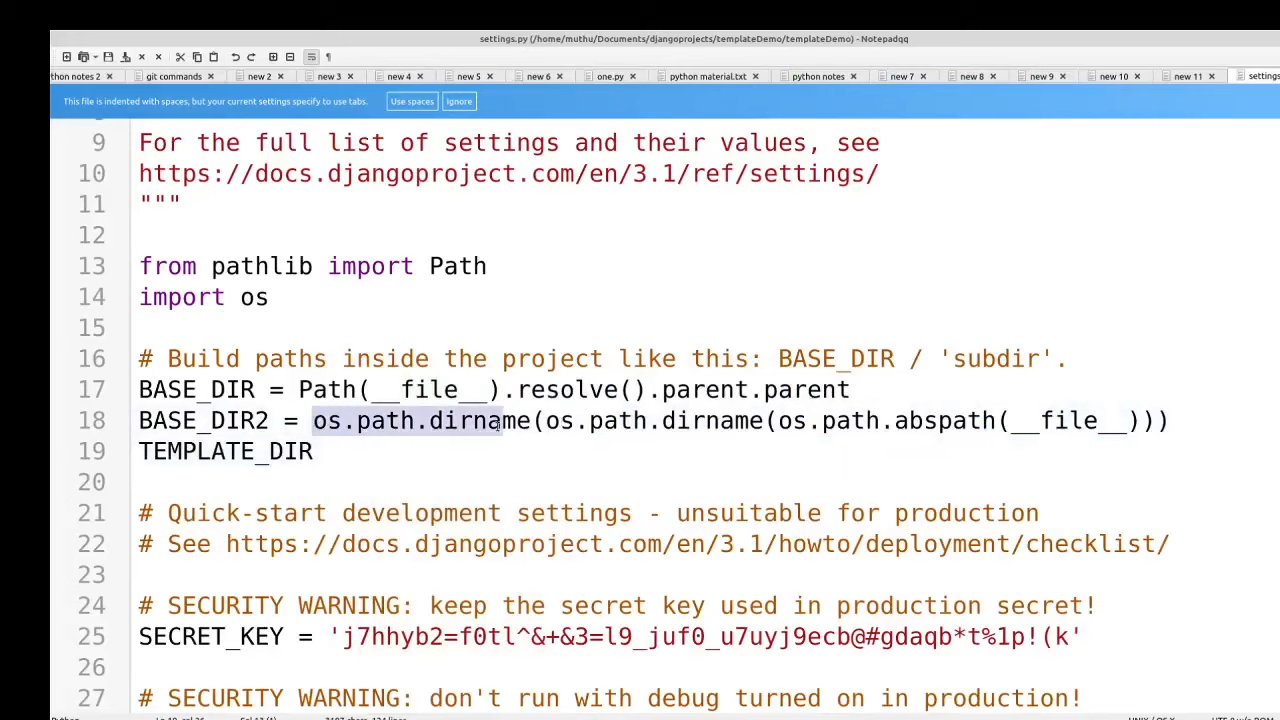 settings.py (/home/muthu/Documents/djangoprojects/templateDemo/templateDemo) - Notepadqq
thon notes 2 git commands new 2 new 3 new 4 new 5 new 6 one.py python material.txt python notes new 7 new 8 new 9 new 10 new 11 settings
This file is indented with spaces, but your current settings specify to use tabs. Use spaces Ignore
9 For the full list of settings and their values, see
10 https://docs.djangoproject.com/en/3.1/ref/settings/
11 """
12
13 from pathlib import Path
14 import os
15
16 # Build paths inside the project like this: BASE_DIR / 'subdir'.
17 BASE_DIR = Path(__file__).resolve().parent.parent
18 BASE_DIR2 = os.path.dirname(os.path.dirname(os.path.abspath(__file__)))
19 TEMPLATE_DIR
20
21 # Quick-start development settings - unsuitable for production
22 # See https://docs.djangoproject.com/en/3.1/howto/deployment/checklist/
23
24 # SECURITY WARNING: keep the secret key used in production secret!
25 SECRET_KEY = 'j7hhyb2=f0tl^&+&3=l9_juf0_u7uyj9ecb@#gdaqb*t%1p!(k'
26
27 # SECURITY WARNING: don't run with debug turned on in production!